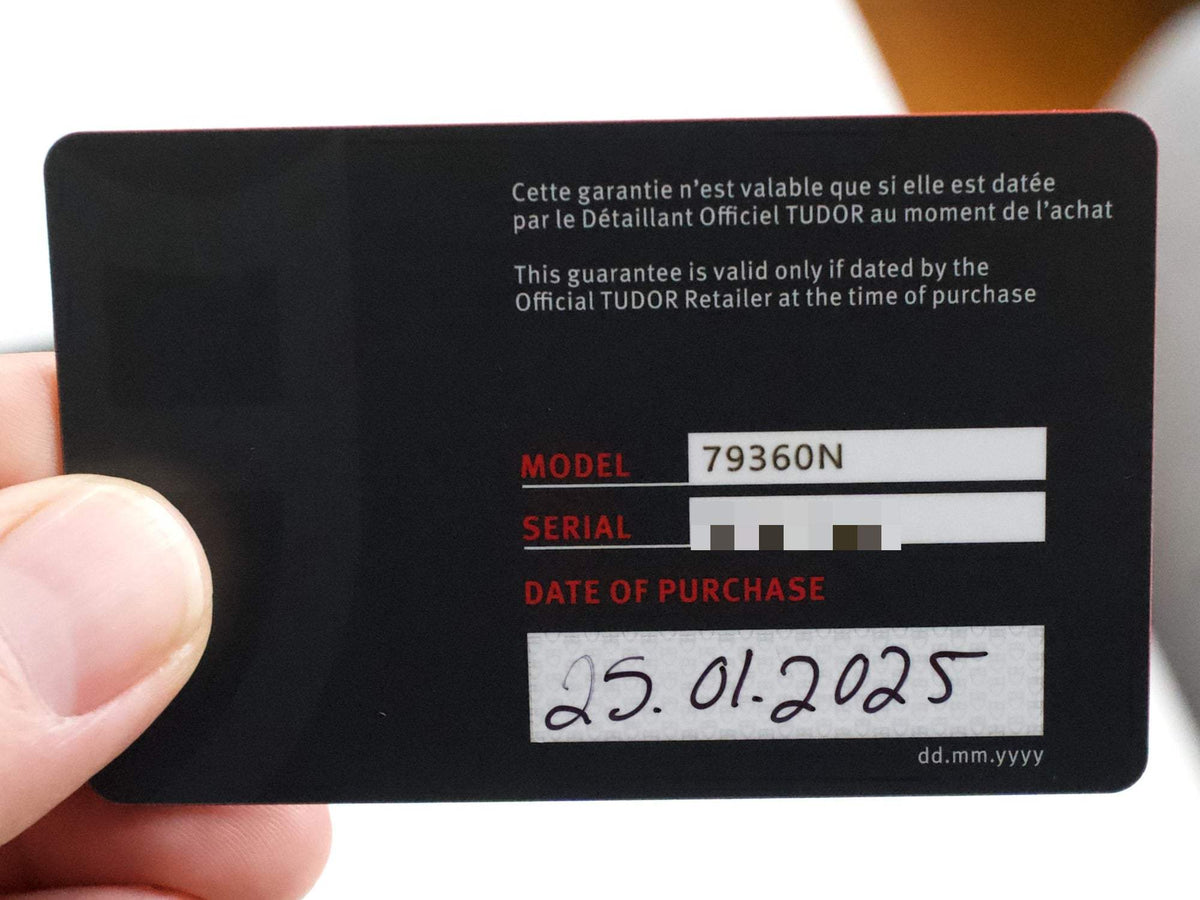 Cette garantie n'est valable que si elle est datée
par le Détaillant Officiel TUDOR au moment de l'achat
This guarantee is valid only if dated by the
Official TUDOR Retailer at the time of purchase
MODEL 79360N
SERIAL
DATE OF PURCHASE
25.01.2025
dd.mm.yyyy